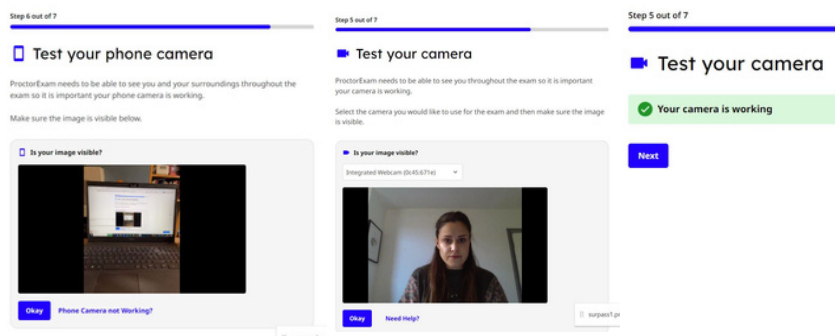 Step 6 out of 7
Test your phone camera
ProctorExam needs to be able to see you and your surroundings throughout the
exam so it is important your phone camera is working.
Make sure the image is visible below.
Is your image visible?
Okay
Phone Camera not Working?
Step 5 out of 7
Test your camera
ProctorExam needs to be able to see you throughout the exam so it is important
your camera is working.
Select the camera you would like to use for the exam and then make sure the image
is visible.
Is your image visible?
Integrated Webcam (0c45:671e)
Okay
Need Help?
surpass1.pr
Step 5 out of 7
Test your camera
Your camera is working
Next